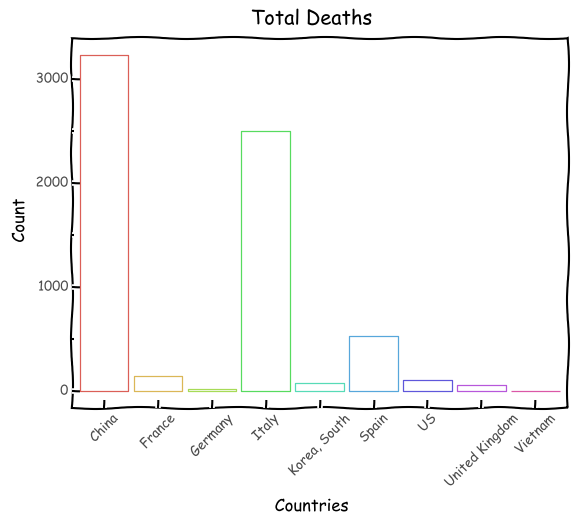 Total Deaths
Count
3000
2000
1000
0
China
France
Germany
Italy
Korea, South
Spain
US
United Kingdom
Vietnam
Countries